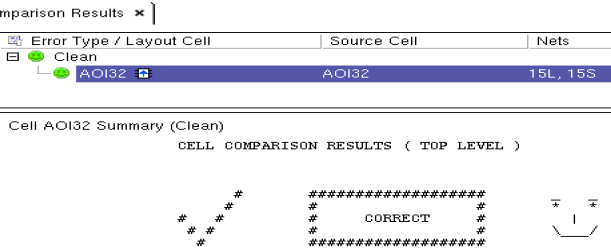 mparison Results ×
Error Type / Layout Cell Source Cell Nets
Clean
AOI32 AOI32 15L, 15S
Cell AOI32 Summary (Clean)
CELL COMPARISON RESULTS ( TOP LEVEL )
# ################### _ _
# # # * *
# # # CORRECT # |
# # # # \___/
# ###################